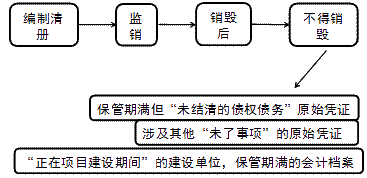 编制清
册
监
销
销毁
后
不得销
毁
保管期满但“未结清的债权债务”原始凭证
涉及其他“未了事项”的原始凭证
“正在项目建设期间”的建设单位，保管期满的会计档案